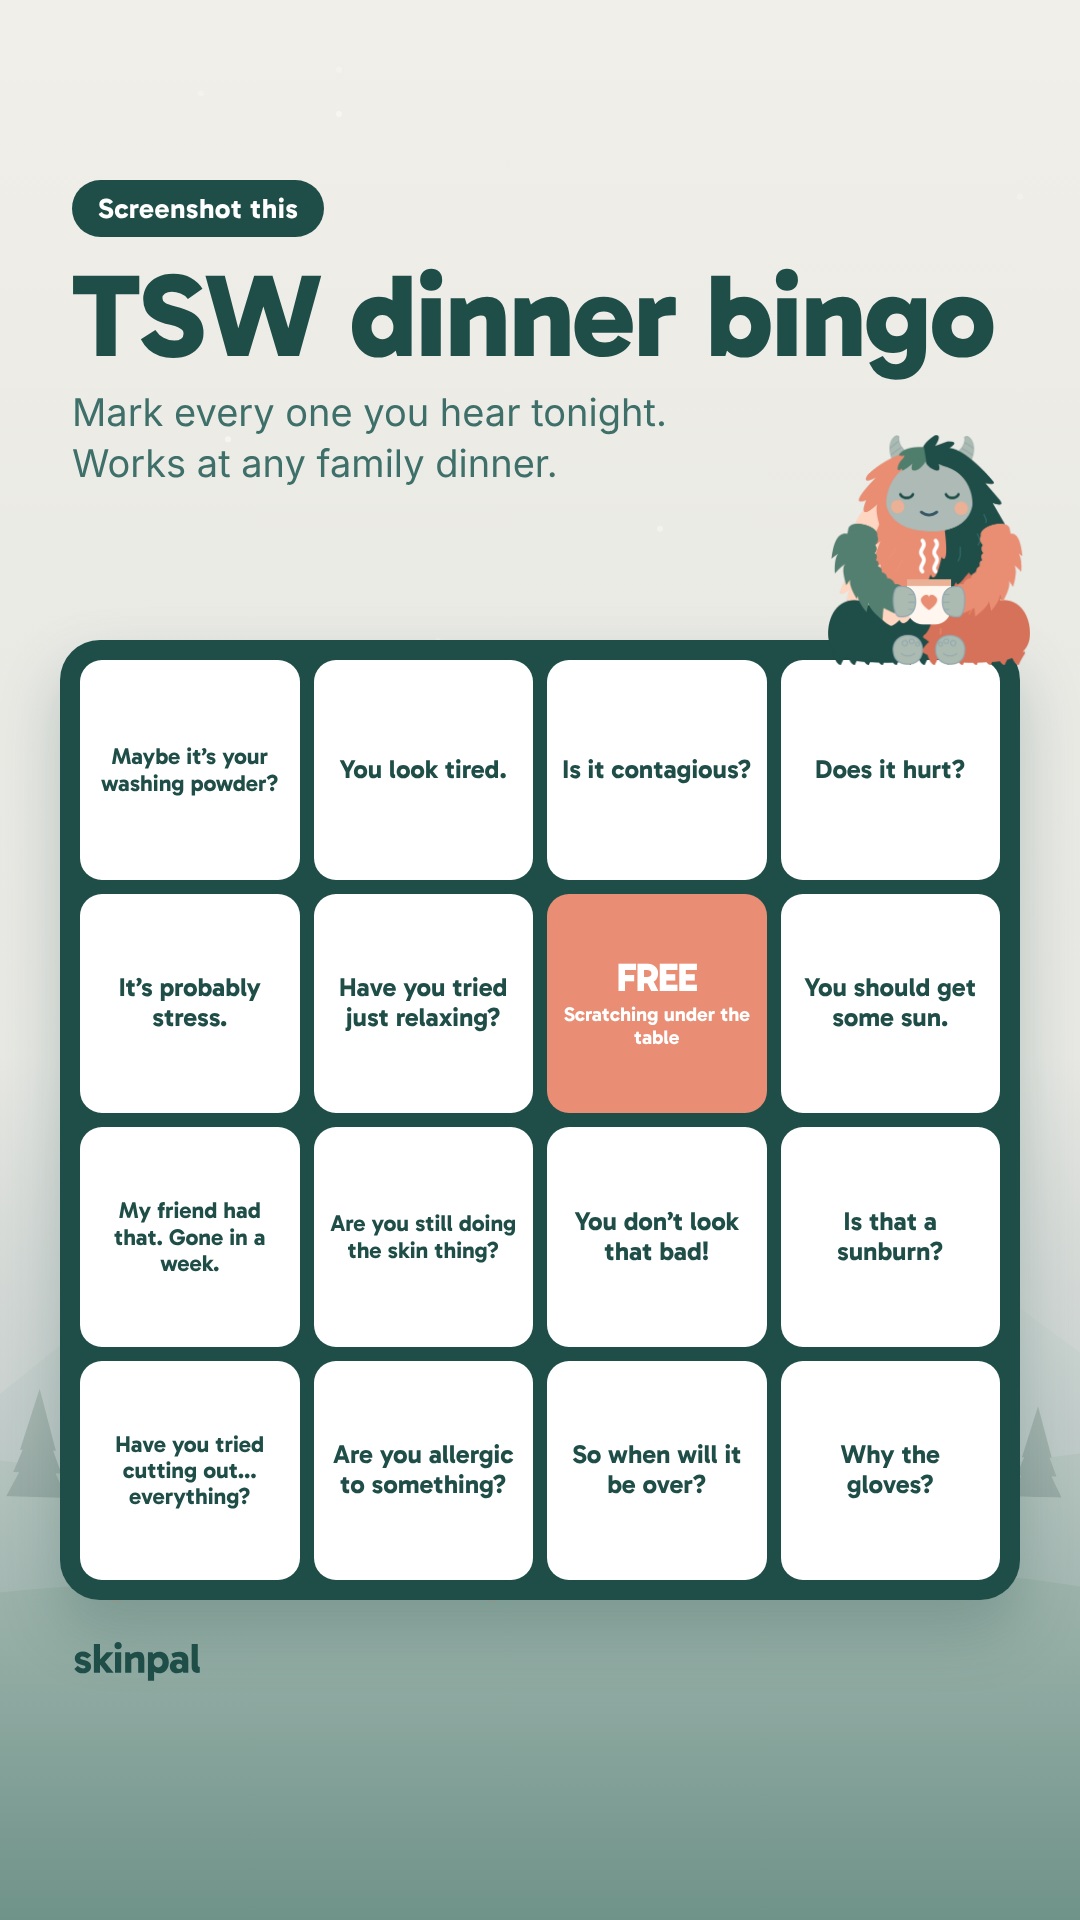 Screenshot this
TSW dinner bingo
Mark every one you hear tonight.
Works at any family dinner.
Maybe it’s your
washing powder?
You look tired.
Is it contagious?
Does it hurt?
It’s probably
stress.
Have you tried
just relaxing?
FREE
Scratching under the
table
You should get
some sun.
My friend had
that. Gone in a
week.
Are you still doing
the skin thing?
You don’t look
that bad!
Is that a
sunburn?
Have you tried
cutting out...
everything?
Are you allergic
to something?
So when will it
be over?
Why the
gloves?
skinpal